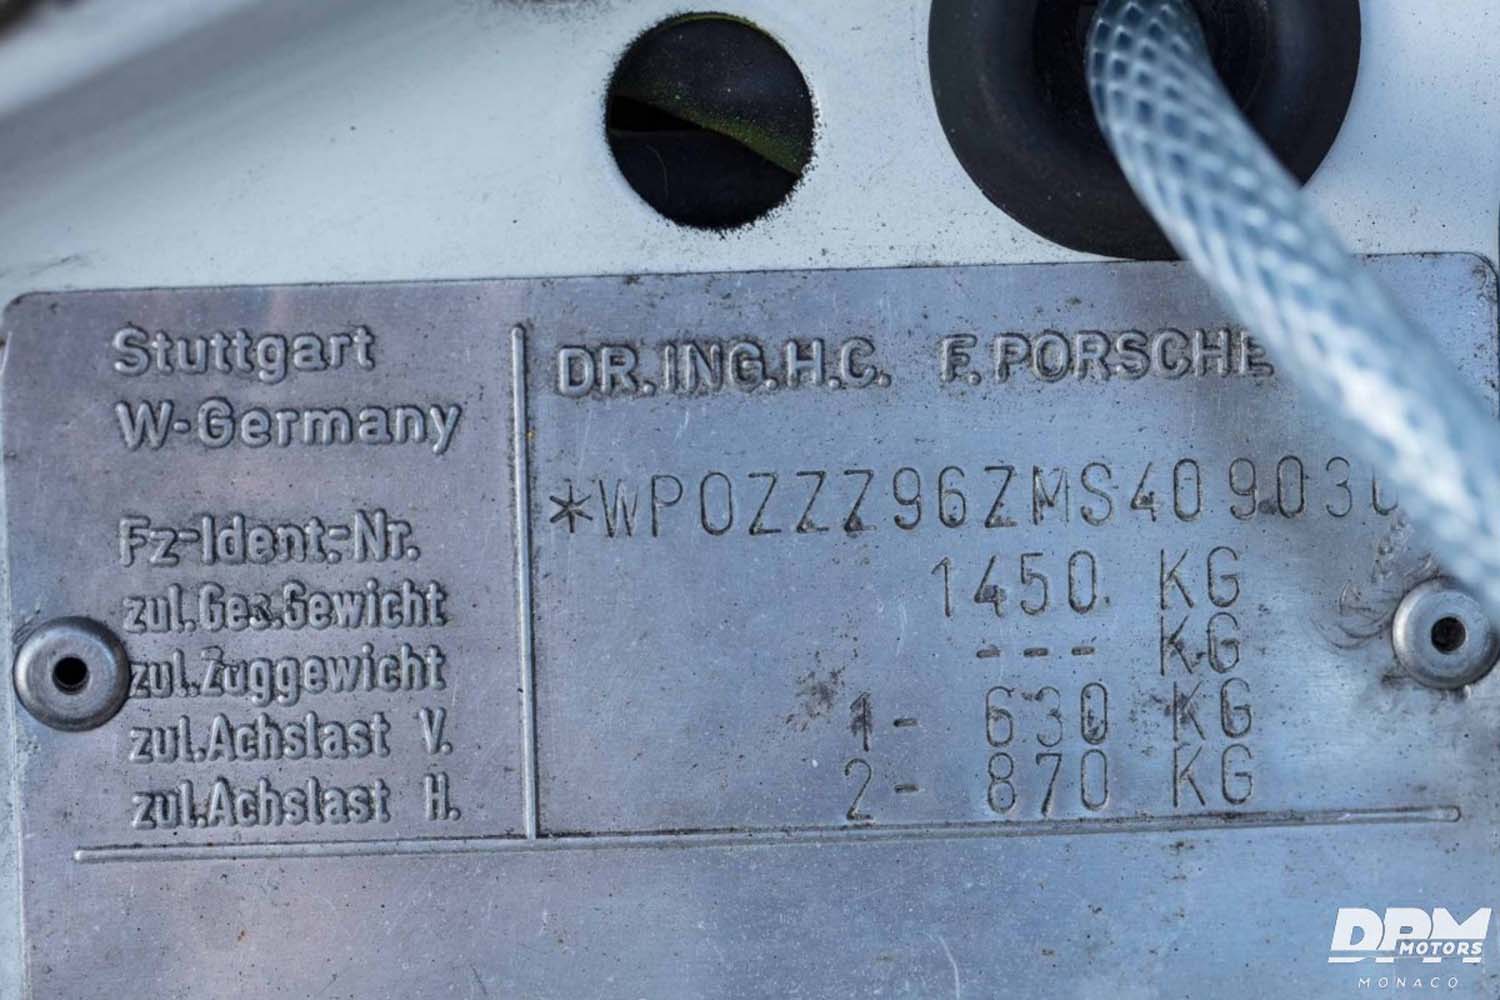 Stuttgart
W-Germany
DR.ING.H.C. F.PORSCHE
Fz-Ident.-Nr.
*WP0ZZZ96ZMS409030
zul.Ges.Gewicht
1450 KG
zul.Zuggewicht
--- KG
zul.Achslast V.
1- 630 KG
zul.Achslast H.
2- 870 KG
DPM
MOTORS
MONACO